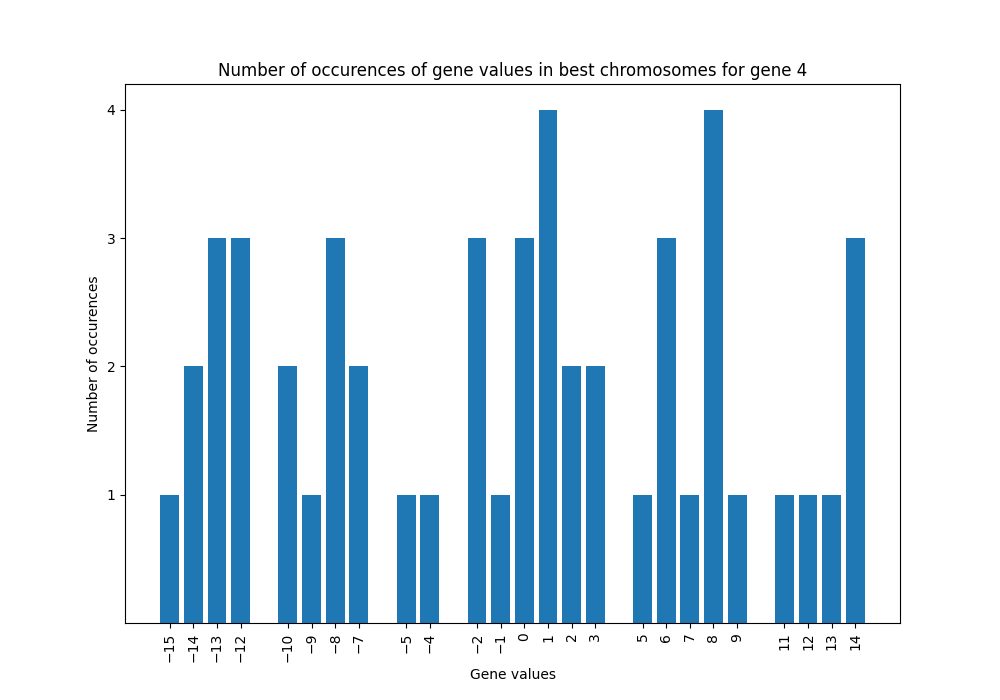 Number of occurences of gene values in best chromosomes for gene 4
4
3
2
1
Number of occurences
−15 −14 −13 −12 −10 −9 −8 −7 −5 −4 −2 −1 0 1 2 3 5 6 7 8 9 11 12 13 14
Gene values